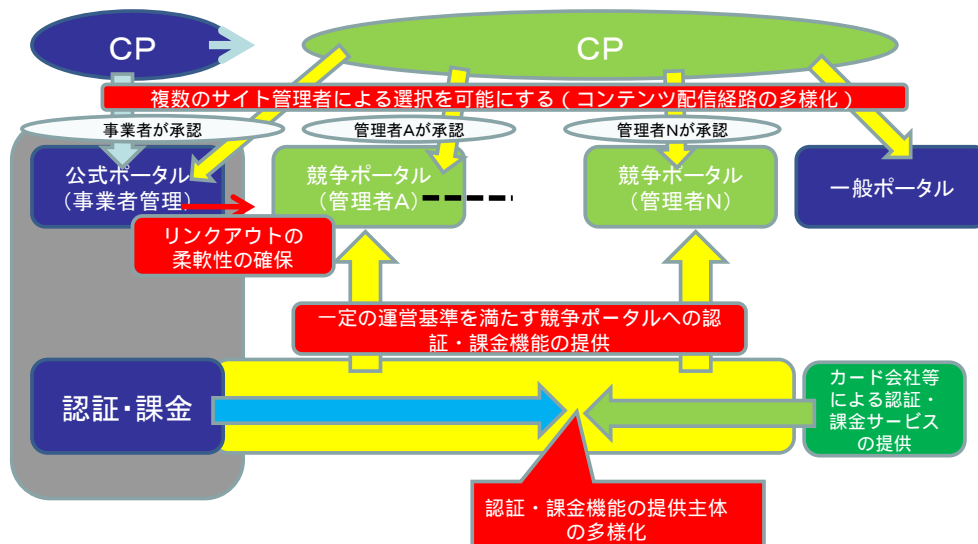 CP
CP
複数のサイト管理者による選択を可能にする（コンテンツ配信経路の多様化）
事業者が承認
管理者Aが承認
管理者Nが承認
公式ポータル
（事業者管理）
競争ポータル
（管理者A）
競争ポータル
（管理者N）
一般ポータル
リンクアウトの
柔軟性の確保
一定の運営基準を満たす競争ポータルへの認
証・課金機能の提供
認証・課金
カード会社等
による認証・
課金サービス
の提供
認証・課金機能の提供主体
の多様化